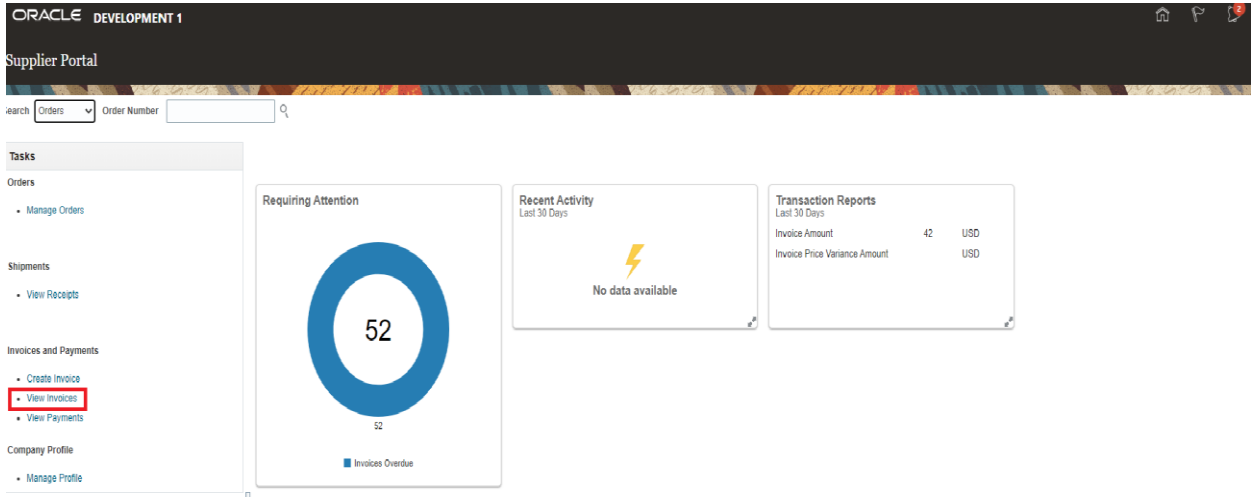 ORACLE DEVELOPMENT 1
2
Supplier Portal
earch Orders Order Number
Tasks
Orders
Manage Orders
Shipments
View Receipts
Invoices and Payments
Create Invoice
View Invoices
View Payments
Company Profile
Manage Profile
Requiring Attention
52
52
Invoices Overdue
Recent Activity
Last 30 Days
No data available
Transaction Reports
Last 30 Days
Invoice Amount 42 USD
Invoice Price Variance Amount USD